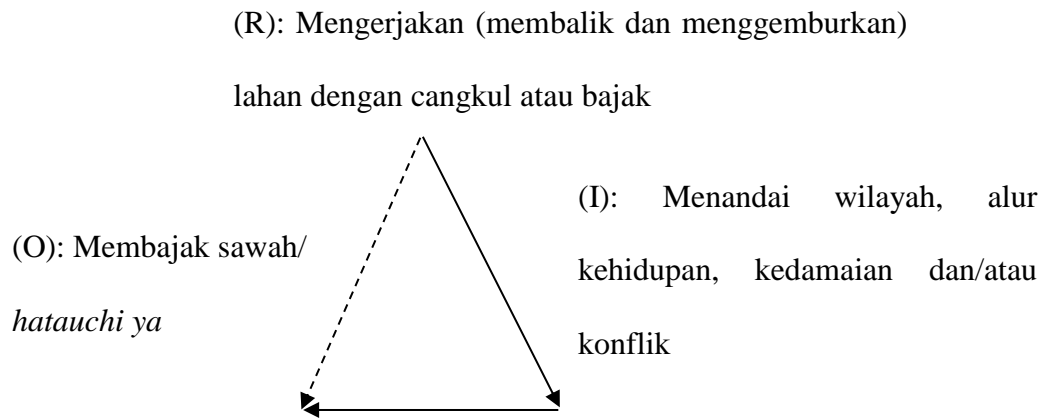 (R): Mengerjakan (membalik dan menggemburkan)
lahan dengan cangkul atau bajak
(I): Menandai wilayah, alur
kehidupan, kedamaian dan/atau
konflik
(O): Membajak sawah/
hatauchi ya